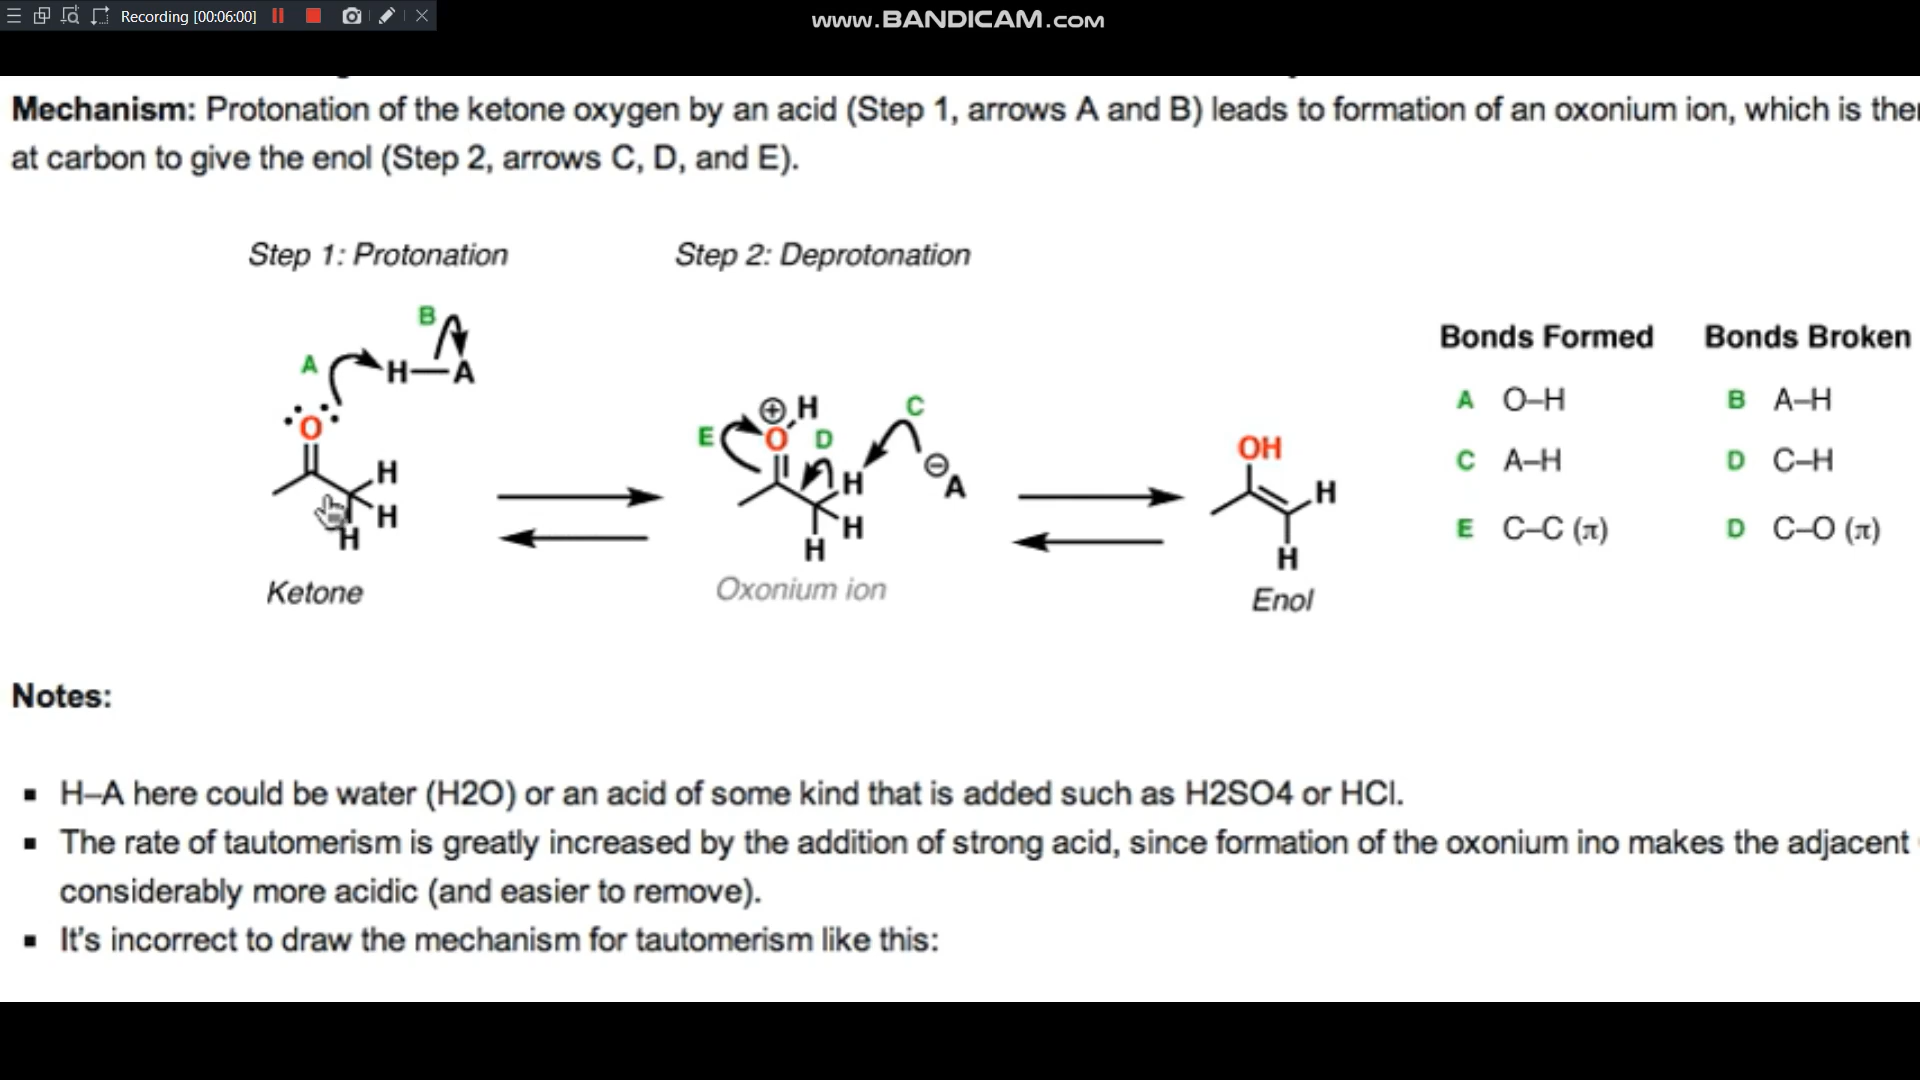 Recording [00:06:00]
www.BANDICAM.com
Mechanism: Protonation of the ketone oxygen by an acid (Step 1, arrows A and B) leads to formation of an oxonium ion, which is
at carbon to give the enol (Step 2, arrows C, D, and E).
Step 1: Protonation
Step 2: Deprotonation
B
A
H–A
O
H
H
H
Ketone
⊕ H
C
E
O
D
H
⊖
A
H
H
Oxonium ion
OH
H
H
Enol
Bonds Formed Bonds Broken
A O–H B A–H
C A–H D C–H
E C–C (π) D C–O (π)
Notes:
▪ H–A here could be water (H2O) or an acid of some kind that is added such as H2SO4 or HCl.
▪ The rate of tautomerism is greatly increased by the addition of strong acid, since formation of the oxonium ino makes the adjacent
considerably more acidic (and easier to remove).
▪ It's incorrect to draw the mechanism for tautomerism like this: